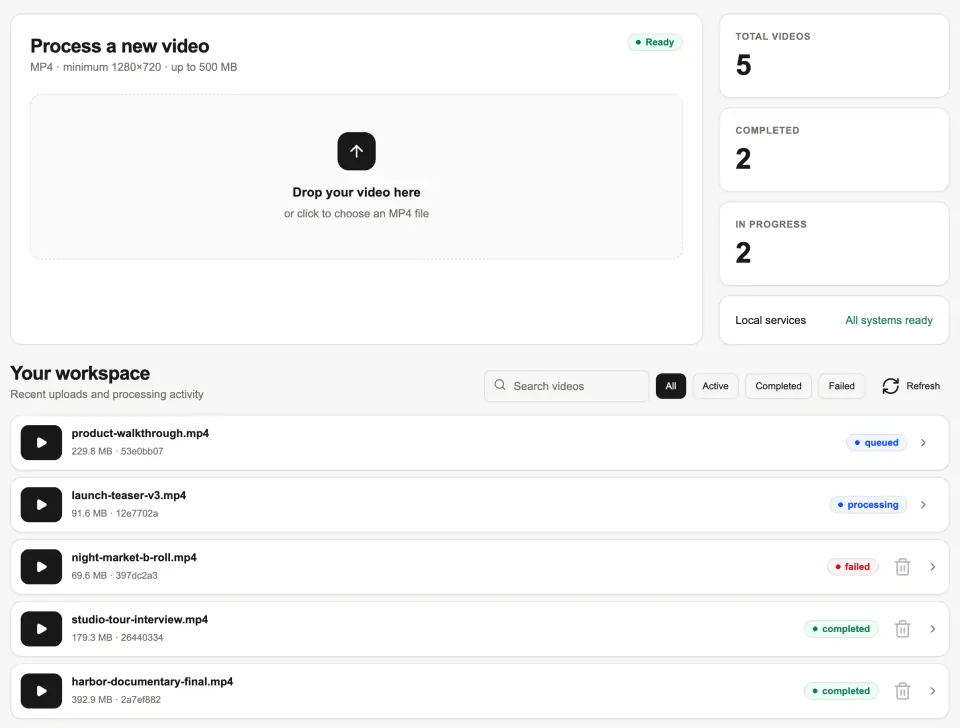 Process a new video
Ready
MP4 · minimum 1280×720 · up to 500 MB
Drop your video here
or click to choose an MP4 file
TOTAL VIDEOS
5
COMPLETED
2
IN PROGRESS
2
Local services All systems ready
Your workspace
Recent uploads and processing activity
Search videos All Active Completed Failed Refresh
product-walkthrough.mp4
229.8 MB · 53e0bb07
queued
launch-teaser-v3.mp4
91.6 MB · 12e7702a
processing
night-market-b-roll.mp4
69.6 MB · 397dc2a3
failed
studio-tour-interview.mp4
179.3 MB · 26440334
completed
harbor-documentary-final.mp4
392.9 MB · 2a7ef882
completed